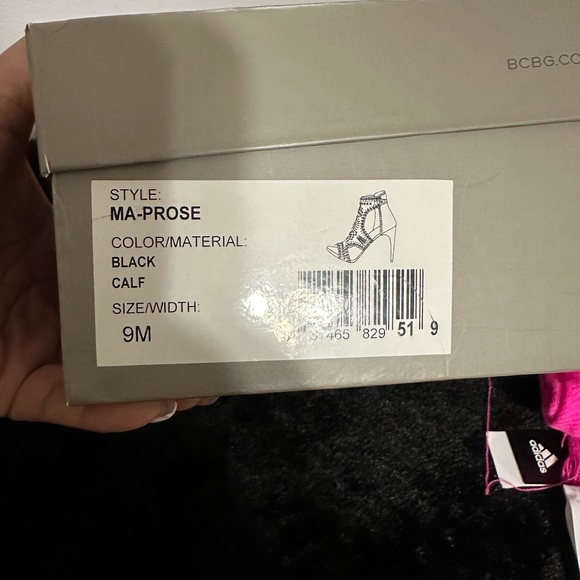 BCBG.CO
STYLE:
MA-PROSE
COLOR/MATERIAL:
BLACK
CALF
SIZE/WIDTH:
9M
465 829 51 9
adidas